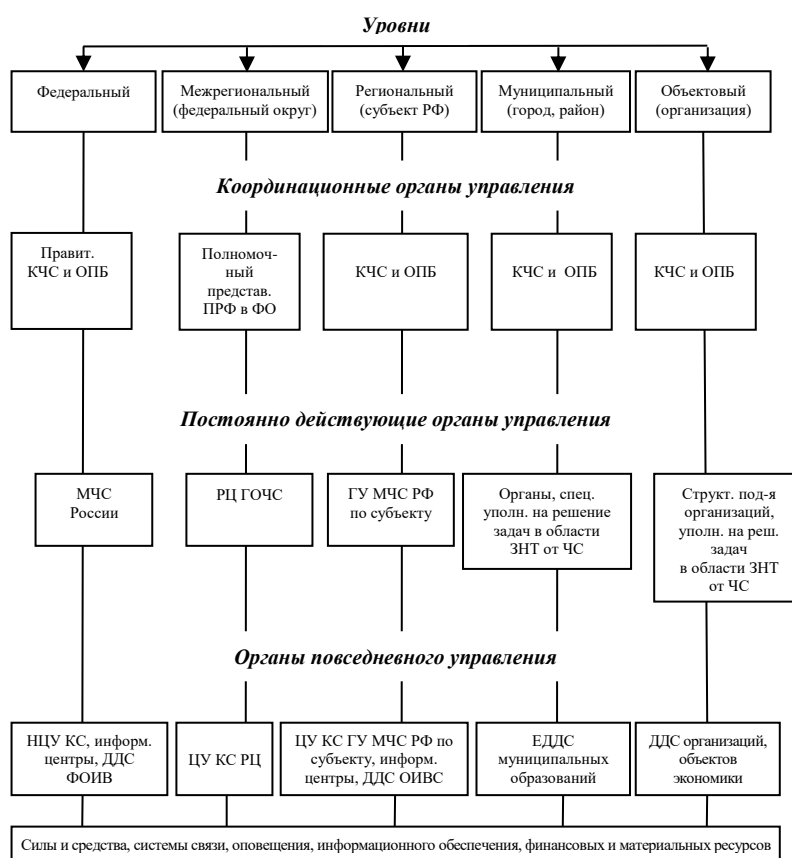 Уровни
Федеральный
Межрегиональный
(федеральный округ)
Региональный
(субъект РФ)
Муниципальный
(город, район)
Объектовый
(организация)
Координационные органы управления
Правит.
КЧС и ОПБ
Полномоч-
ный
представ.
ПРФ в ФО
КЧС и ОПБ
КЧС и ОПБ
КЧС и ОПБ
Постоянно действующие органы управления
МЧС
России
РЦ ГОЧС
ГУ МЧС РФ
по субъекту
Органы, спец.
уполн. на решение
задач в области
ЗНТ от ЧС
Структ. под-я
организаций,
уполн. на реш.
задач
в области ЗНТ
от ЧС
Органы повседневного управления
НЦУ КС, информ.
центры, ДДС
ФОИВ
ЦУ КС РЦ
ЦУ КС ГУ МЧС РФ по
субъекту, информ.
центры, ДДС ОИВС
ЕДДС
муниципальных
образований
ДДС организаций,
объектов
экономики
Силы и средства, системы связи, оповещения, информационного обеспечения, финансовых и материальных ресурсов